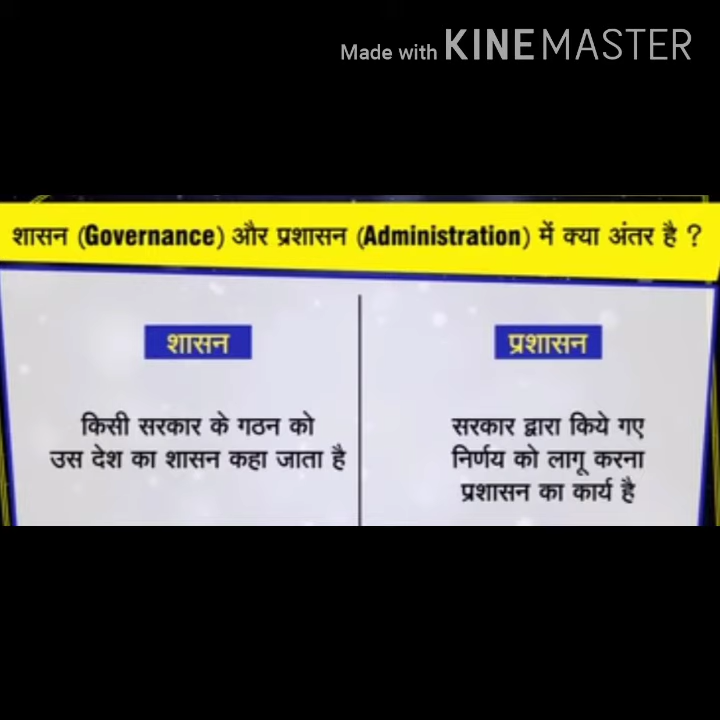 Made with KINEMASTER
शासन (Governance) और प्रशासन (Administration) में क्या अंतर है ?
शासन
किसी सरकार के गठन को
उस देश का शासन कहा जाता है
प्रशासन
सरकार द्वारा किये गए
निर्णय को लागू करना
प्रशासन का कार्य है